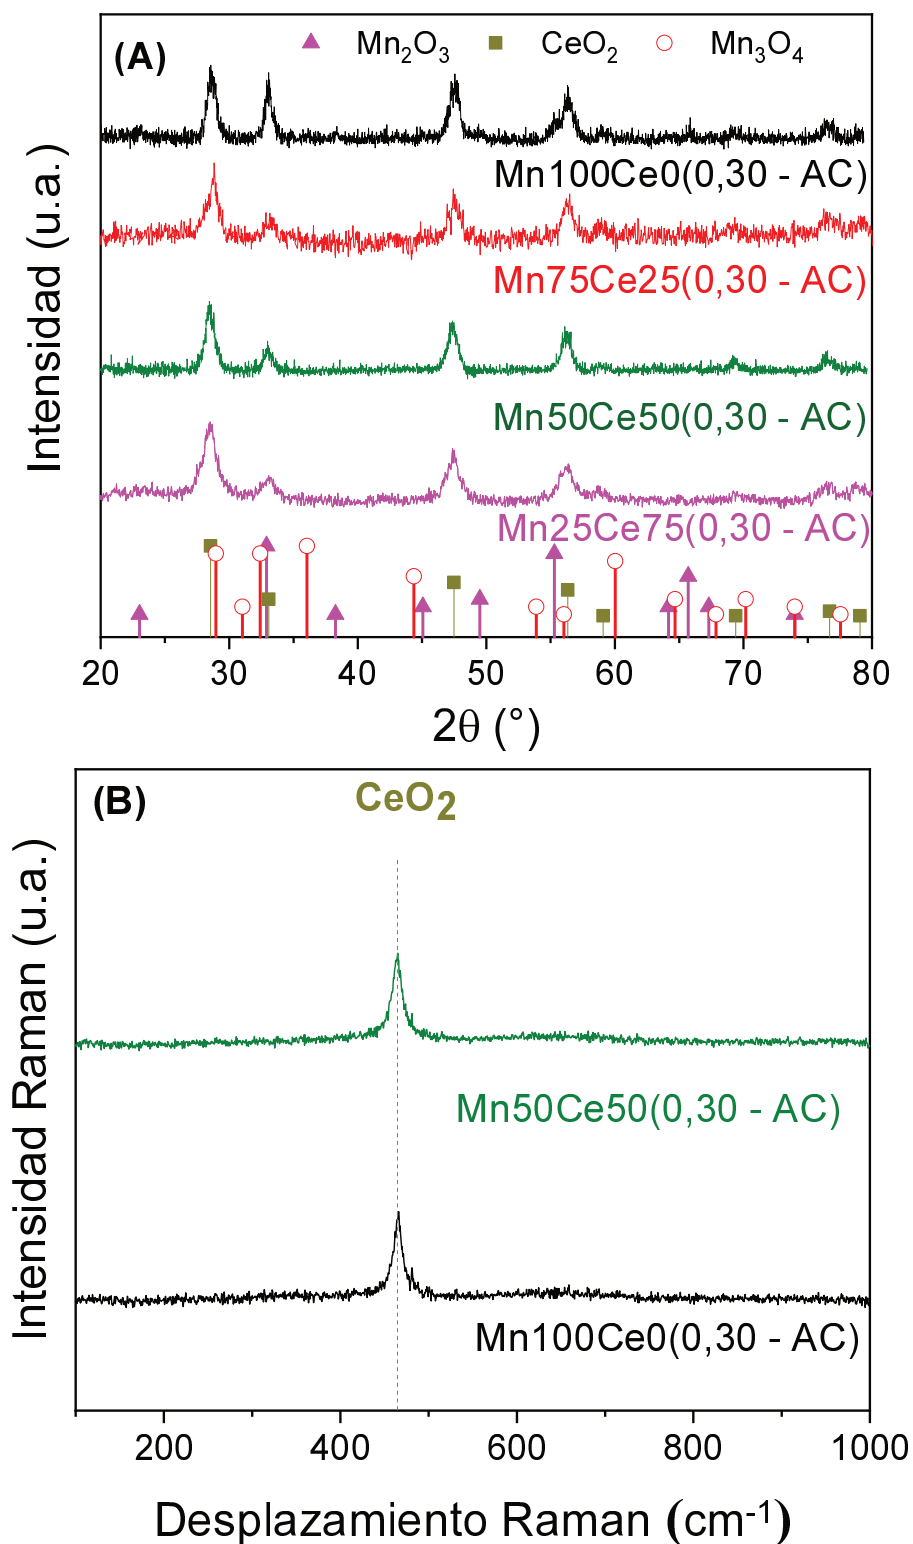 (A)
Mn₂O₃ CeO₂ Mn₃O₄
Mn100Ce0(0,30 - AC)
Mn75Ce25(0,30 - AC)
Mn50Ce50(0,30 - AC)
Mn25Ce75(0,30 - AC)
Intensidad (u.a.)
20 30 40 50 60 70 80
2θ (°)
(B)
CeO₂
Mn50Ce50(0,30 - AC)
Mn100Ce0(0,30 - AC)
Intensidad Raman (u.a.)
200 400 600 800 1000
Desplazamiento Raman (cm⁻¹)